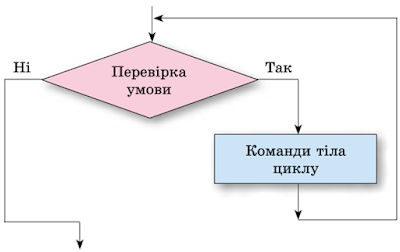 Ні
Перевірка
умови
Так
Команди тіла
циклу